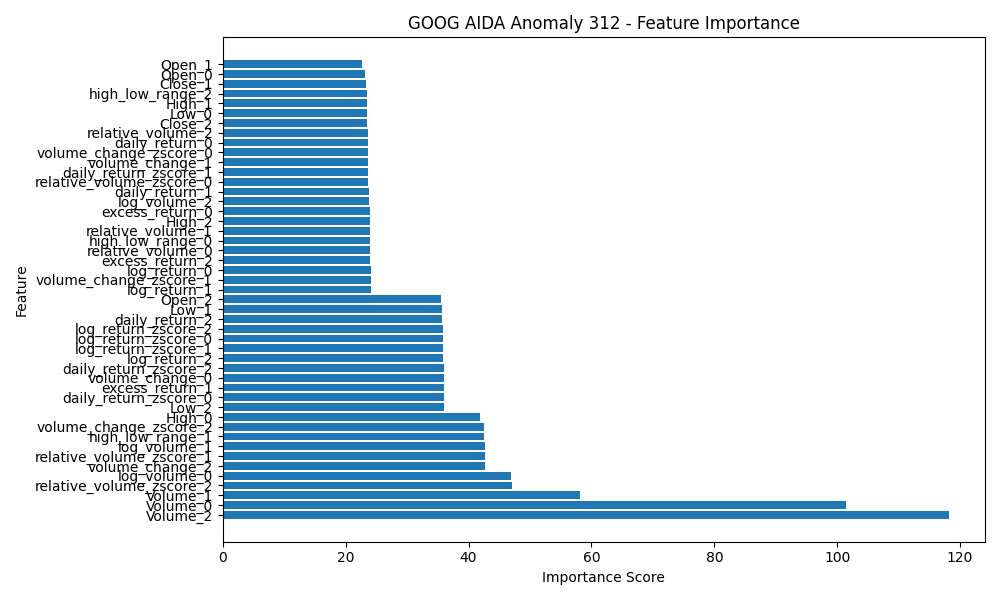 GOOG AIDA Anomaly 312 - Feature Importance
Open_1
Open_0
Close_1
high_low_range_2
High_1
Low_0
Close_2
relative_volume_2
daily_return_0
volume_change_zscore_0
volume_change_1
daily_return_zscore_1
relative_volume_zscore_0
daily_return_1
log_volume_2
excess_return_0
High_2
relative_volume_1
high_low_range_0
relative_volume_0
excess_return_2
log_return_0
volume_change_zscore_1
log_return_1
Open_2
Low_1
daily_return_2
log_return_zscore_2
log_return_zscore_0
log_return_zscore_1
log_return_2
daily_return_zscore_2
volume_change_0
excess_return_1
daily_return_zscore_0
Low_2
High_0
volume_change_zscore_2
high_low_range_1
log_volume_1
relative_volume_zscore_1
volume_change_2
log_volume_0
relative_volume_zscore_2
Volume_1
Volume_0
Volume_2
Feature
0 20 40 60 80 100 120
Importance Score